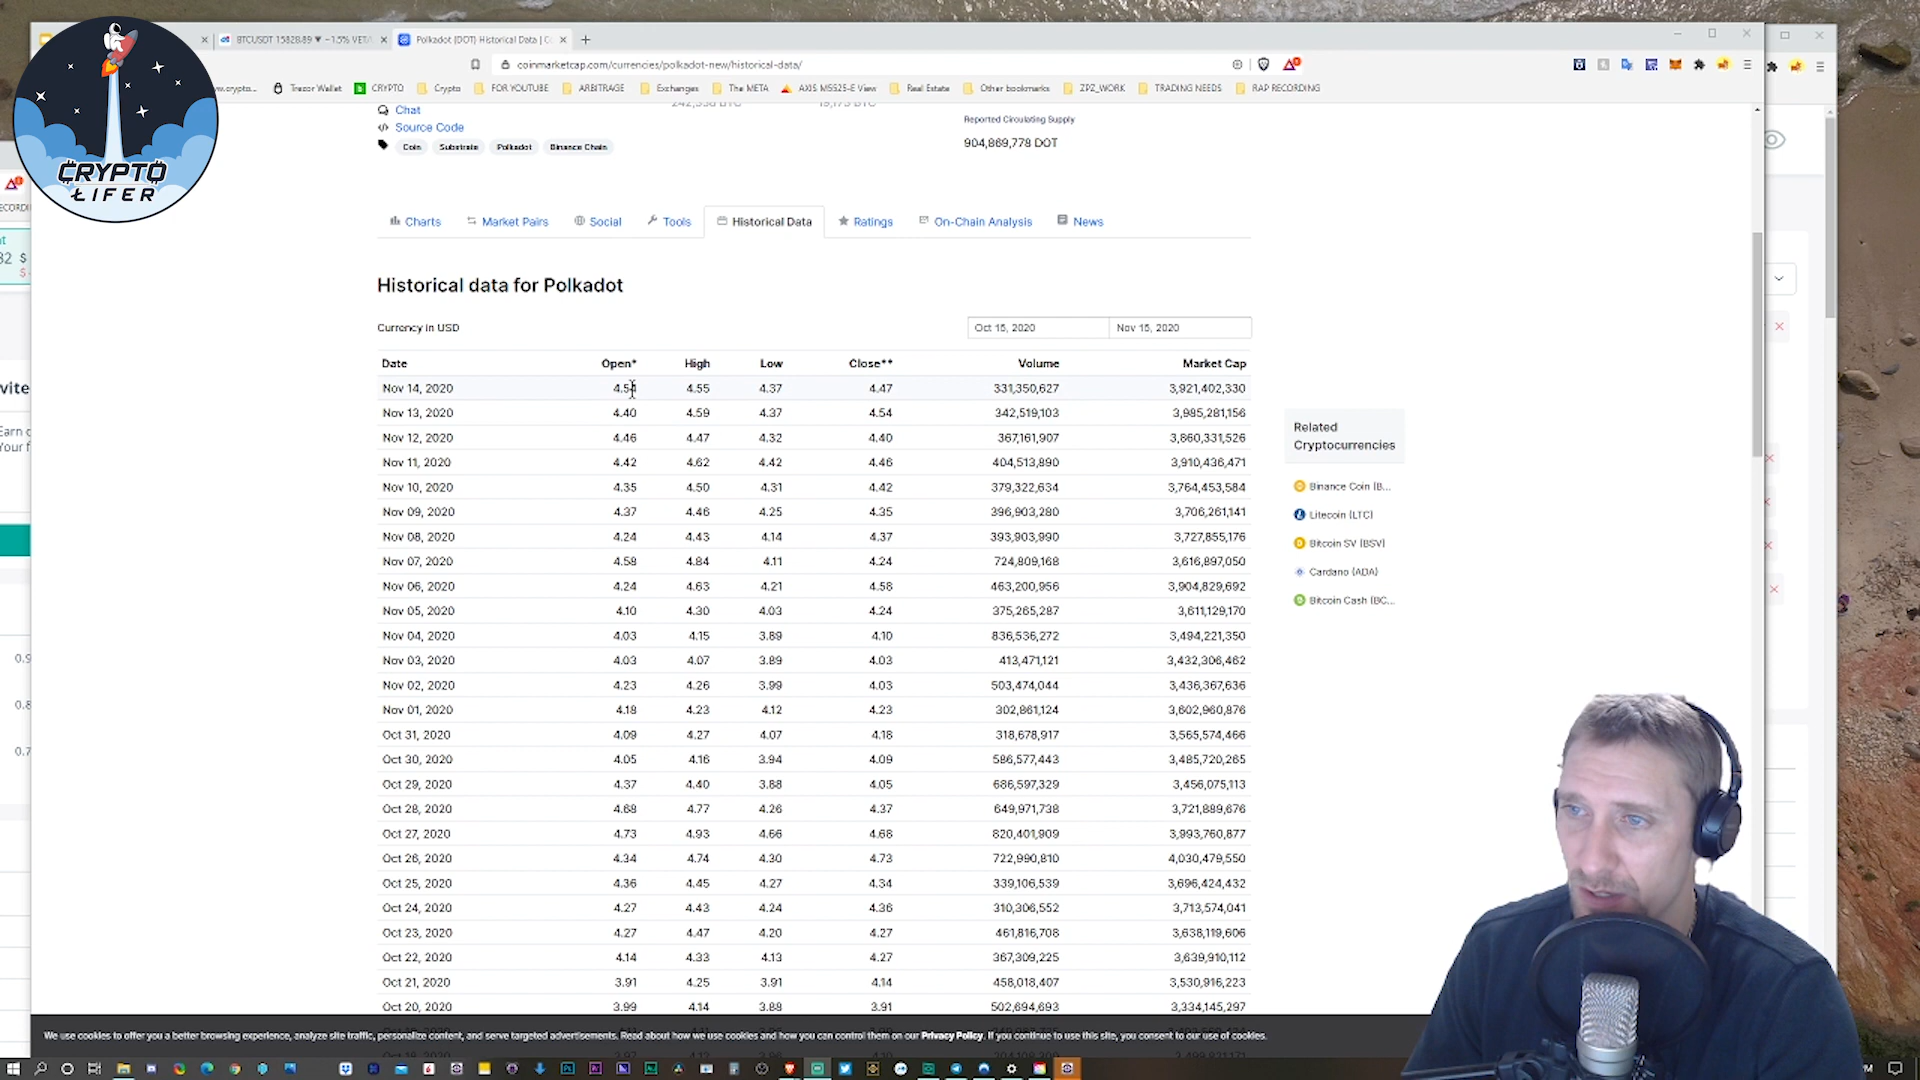 BTCUSDT 15828.89 ▼ −1.5% VETA
Polkadot (DOT) Historical Data | C
coinmarketcap.com/currencies/polkadot-new/historical-data/
Trezor Wallet CRYPTO Crypto FOR YOUTUBE ARBITRAGE Exchanges The META AXIS M5525-E View Real Estate Other bookmarks ZPZ_WORK TRADING NEEDS RAP RECORDING
CRYPTO
LIFER
Chat
Source Code
Coin Substrate Polkadot Binance Chain
Reported Circulating Supply
904,869,778 DOT
Charts Market Pairs Social Tools Historical Data Ratings On-Chain Analysis News
Historical data for Polkadot
Currency in USD Oct 15, 2020 Nov 15, 2020
Date Open* High Low Close** Volume Market Cap
Nov 14, 2020 4.54 4.55 4.37 4.47 331,350,627 3,921,402,330
Nov 13, 2020 4.40 4.59 4.37 4.54 342,519,103 3,985,281,156
Nov 12, 2020 4.46 4.47 4.32 4.40 367,161,907 3,860,331,526
Nov 11, 2020 4.42 4.62 4.42 4.46 404,513,890 3,910,436,471
Nov 10, 2020 4.35 4.50 4.31 4.42 379,322,634 3,764,453,584
Nov 09, 2020 4.37 4.46 4.25 4.35 396,903,280 3,706,261,141
Nov 08, 2020 4.24 4.43 4.14 4.37 393,903,990 3,727,855,176
Nov 07, 2020 4.58 4.84 4.11 4.24 724,809,168 3,616,897,050
Nov 06, 2020 4.24 4.63 4.21 4.58 463,200,956 3,904,829,692
Nov 05, 2020 4.10 4.30 4.03 4.24 375,265,287 3,611,129,170
Nov 04, 2020 4.03 4.15 3.89 4.10 836,536,272 3,494,221,350
Nov 03, 2020 4.03 4.07 3.89 4.03 413,471,121 3,432,306,462
Nov 02, 2020 4.23 4.26 3.99 4.03 503,474,044 3,436,367,636
Nov 01, 2020 4.18 4.23 4.12 4.23 302,861,124 3,602,960,876
Oct 31, 2020 4.09 4.27 4.07 4.18 318,678,917 3,565,574,466
Oct 30, 2020 4.05 4.16 3.94 4.09 586,577,443 3,485,720,265
Oct 29, 2020 4.37 4.40 3.88 4.05 686,597,329 3,456,075,113
Oct 28, 2020 4.68 4.77 4.26 4.37 649,971,738 3,721,889,676
Oct 27, 2020 4.73 4.93 4.66 4.68 820,401,909 3,993,760,877
Oct 26, 2020 4.34 4.74 4.30 4.73 722,990,810 4,030,479,550
Oct 25, 2020 4.36 4.45 4.27 4.34 339,106,539 3,696,424,432
Oct 24, 2020 4.27 4.43 4.24 4.36 310,306,552 3,713,574,041
Oct 23, 2020 4.27 4.47 4.20 4.27 461,816,708 3,638,119,606
Oct 22, 2020 4.14 4.33 4.13 4.27 367,309,225 3,639,910,112
Oct 21, 2020 3.91 4.25 3.91 4.14 458,018,407 3,530,916,223
Oct 20, 2020 3.99 4.14 3.88 3.91 502,694,693 3,334,145,297
Related
Cryptocurrencies
Binance Coin (B...
Litecoin (LTC)
Bitcoin SV (BSV)
Cardano (ADA)
Bitcoin Cash (BC...
We use cookies to offer you a better browsing experience, analyze site traffic, personalize content, and serve targeted advertisements. Read about how we use cookies and how you can control them on our Privacy Policy. If you continue to use this site, you consent to our use of cookies.